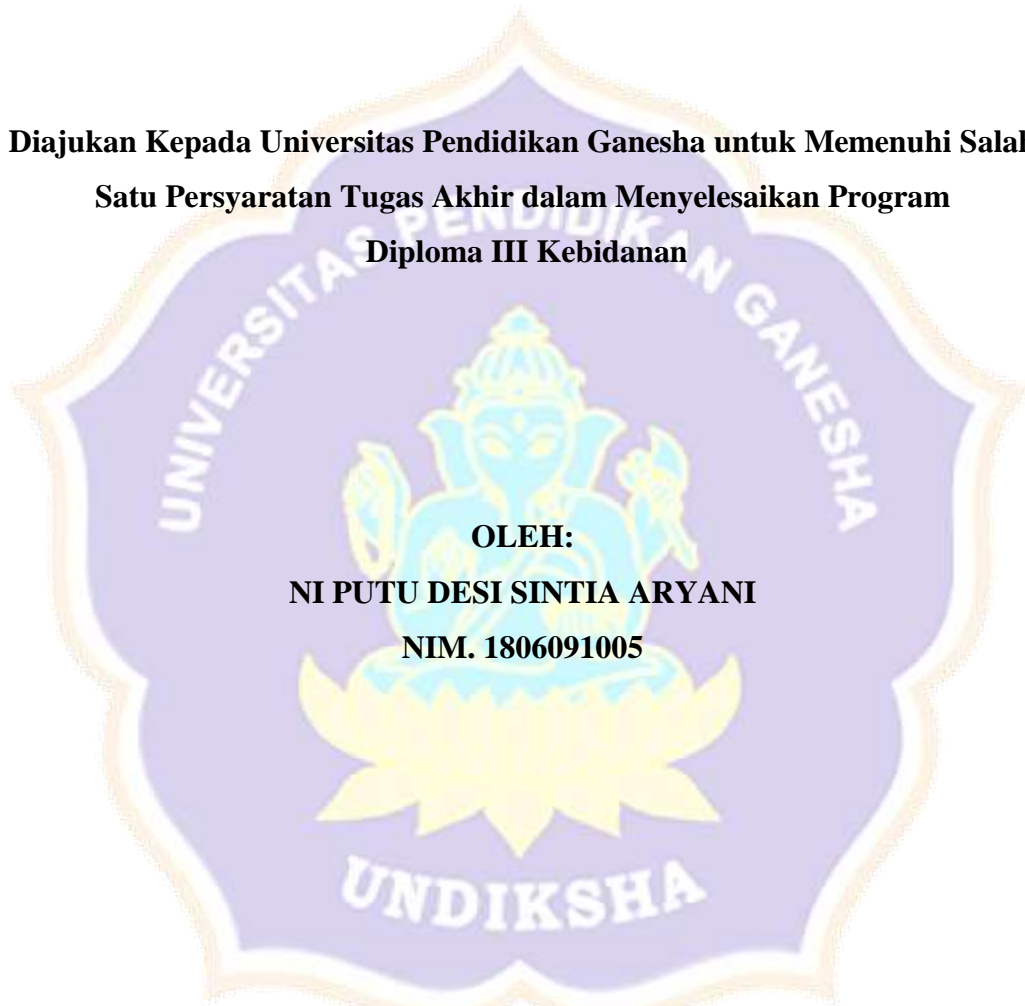 Diajukan Kepada Universitas Pendidikan Ganesha untuk Memenuhi Salah
Satu Persyaratan Tugas Akhir dalam Menyelesaikan Program
Diploma III Kebidanan
UNIVERSITAS PENDIDIKAN GANESHA
OLEH:
NI PUTU DESI SINTIA ARYANI
NIM. 1806091005
UNDIKSHA